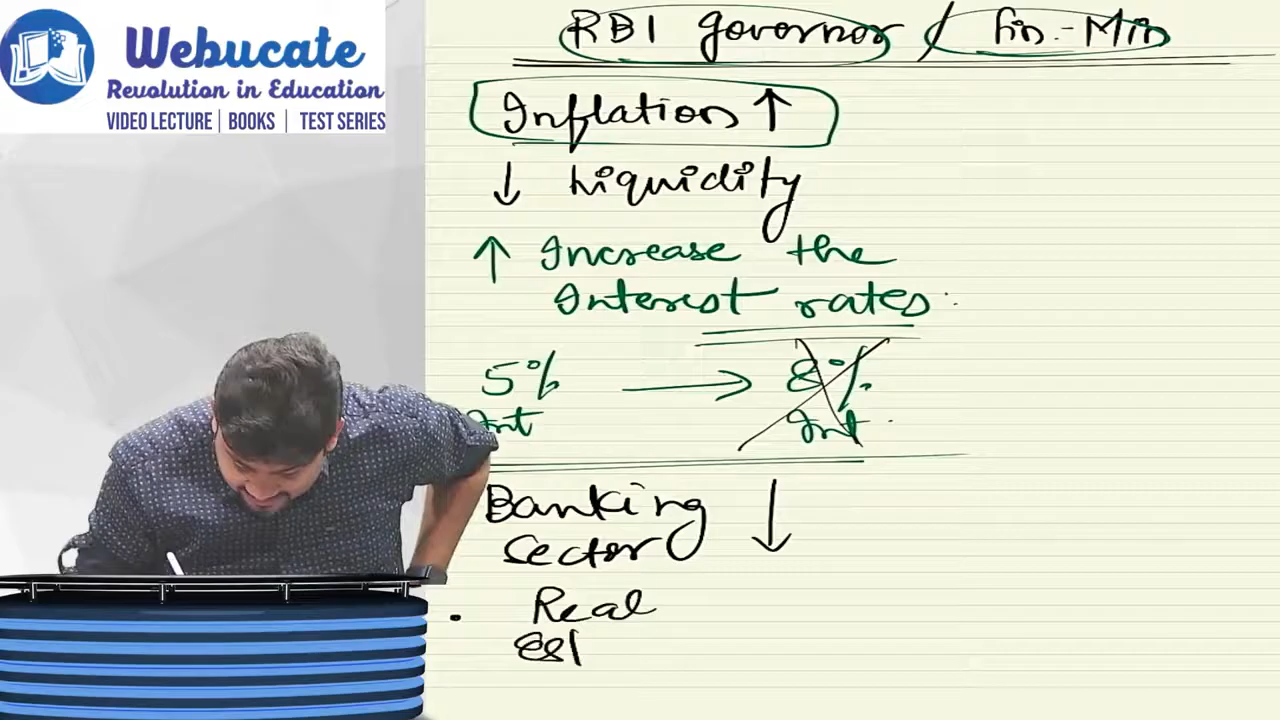 Webucate
Revolution in Education
VIDEO LECTURE | BOOKS | TEST SERIES
RBI governor / fin.-Min
Inflation ↑
↓ Liquidity
↑ Increase the
Interest rates.
5% → 8%
Int Int
Banking ↓
Sector
Real
Est